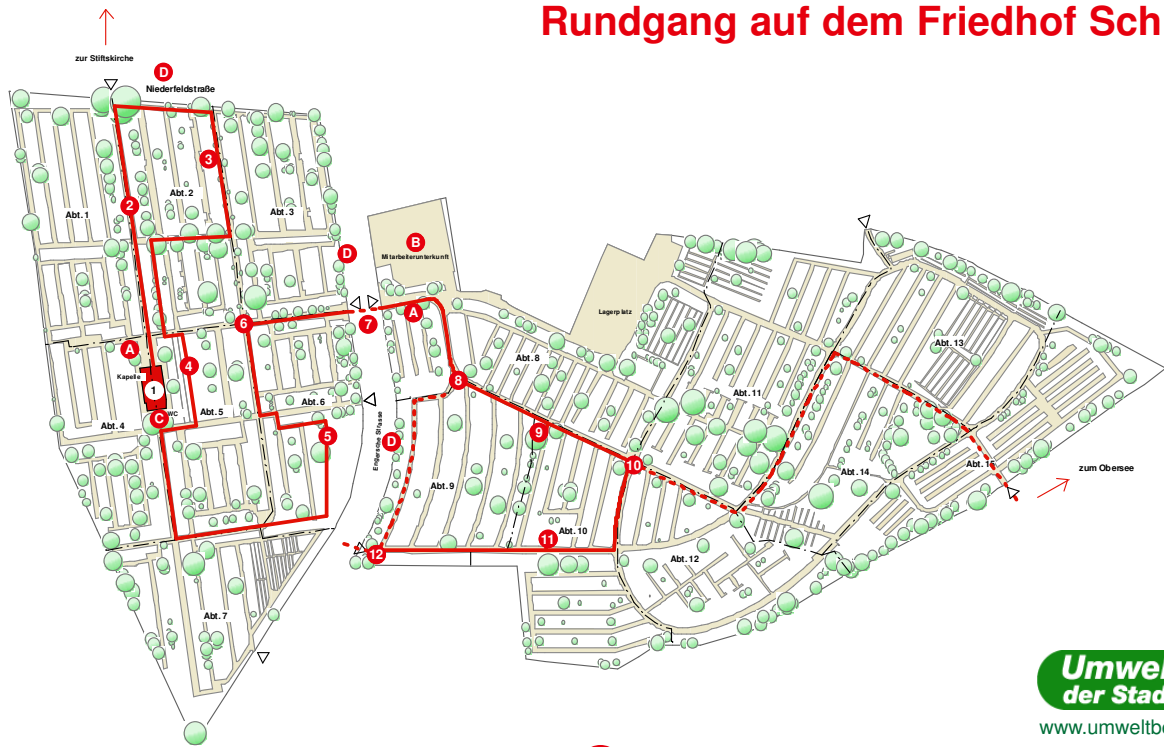 Rundgang auf dem Friedhof Sch
zur Stiftskirche
D
Niederfeldstraße
3
Abt. 2
2
Abt. 1
Abt. 3
D
B
Mitarbeiterunterkunft
6
7
A
Lagerplatz
A
Abt. 13
Abt. 8
4
Kapelle
1
8
Abt. 11
WC
C
Abt. 5
Abt. 6
Abt. 4
5
D
Engersche Straße
9
10
Abt. 15
zum Obersee
Abt. 14
Abt. 9
Abt. 10
11
12
Abt. 12
Abt. 7
Umwel
der Stad
www.umweltbe